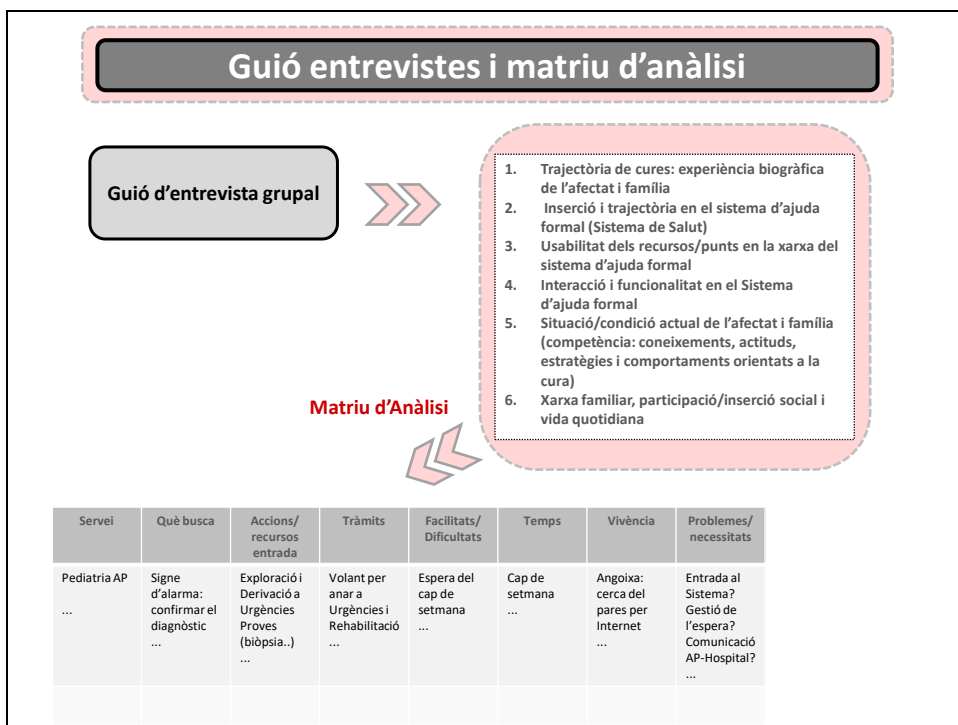 Guió entrevistes i matriu d'anàlisi
Guió d'entrevista grupal
1. Trajectòria de cures: experiència biogràfica
de l'afectat i família
2. Inserció i trajectòria en el sistema d'ajuda
formal (Sistema de Salut)
3. Usabilitat dels recursos/punts en la xarxa del
sistema d'ajuda formal
4. Interacció i funcionalitat en el Sistema
d'ajuda formal
5. Situació/condició actual de l'afectat i família
(competència: coneixements, actituds,
estratègies i comportaments orientats a la
cura)
6. Xarxa familiar, participació/inserció social i
vida quotidiana
Matriu d'Anàlisi
Servei
Què busca
Accions/
recursos
entrada
Tràmits
Facilitats/
Dificultats
Temps
Vivència
Problemes/
necessitats
Pediatria AP
...
Signe
d'alarma:
confirmar el
diagnòstic
...
Exploració i
Derivació a
Urgències
Proves
(biòpsia..)
...
Volant per
anar a
Urgències i
Rehabilitació
...
Espera del
cap de
setmana
...
Cap de
setmana
...
Angoixa:
cerca del
pares per
Internet
...
Entrada al
Sistema?
Gestió de
l'espera?
Comunicació
AP-Hospital?
...